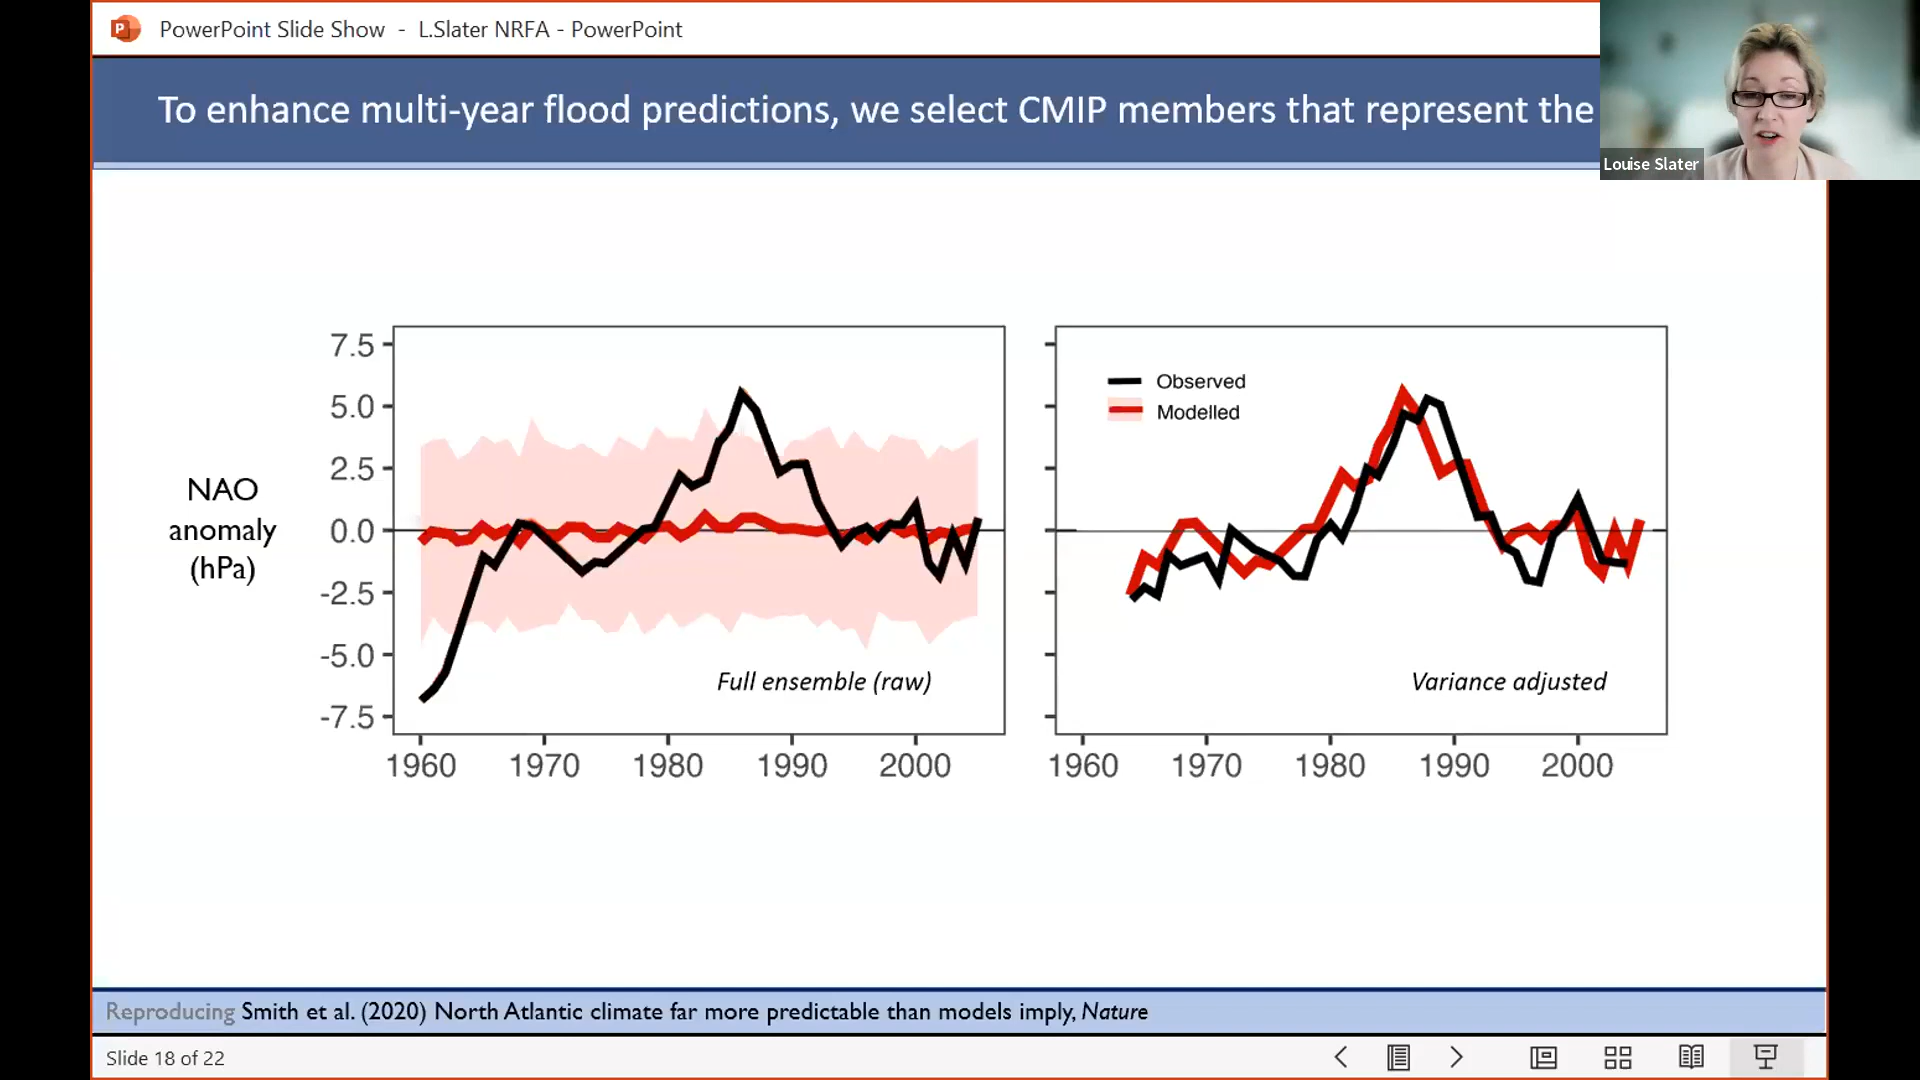 PowerPoint Slide Show - L.Slater NRFA - PowerPoint
To enhance multi-year flood predictions, we select CMIP members that represent the
Louise Slater
NAO
anomaly
(hPa)
7.5
5.0
2.5
0.0
-2.5
-5.0
-7.5
Full ensemble (raw)
1960 1970 1980 1990 2000
Observed
Modelled
Variance adjusted
1960 1970 1980 1990 2000
Reproducing Smith et al. (2020) North Atlantic climate far more predictable than models imply, Nature
Slide 18 of 22